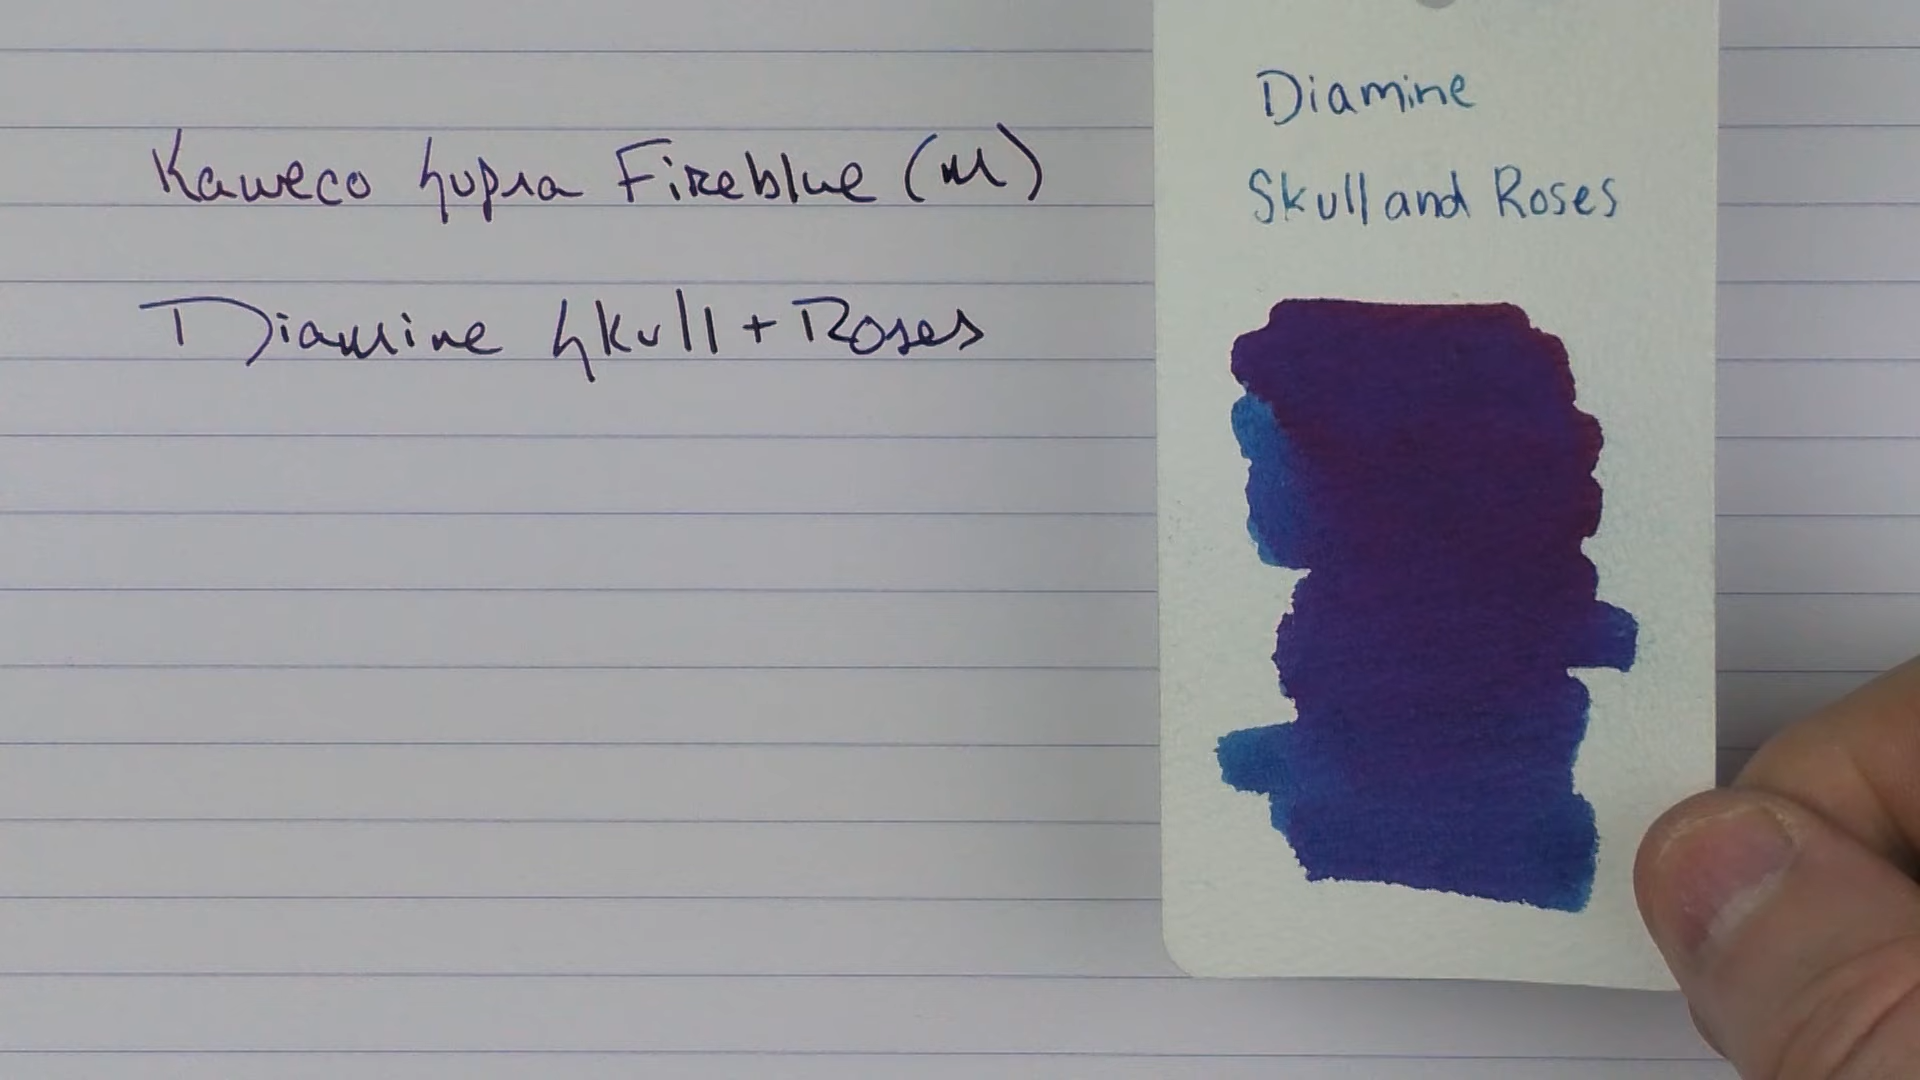 Kaweco Supra Fireblue (M)
Diamine Skull + Roses
Diamine
Skull and Roses